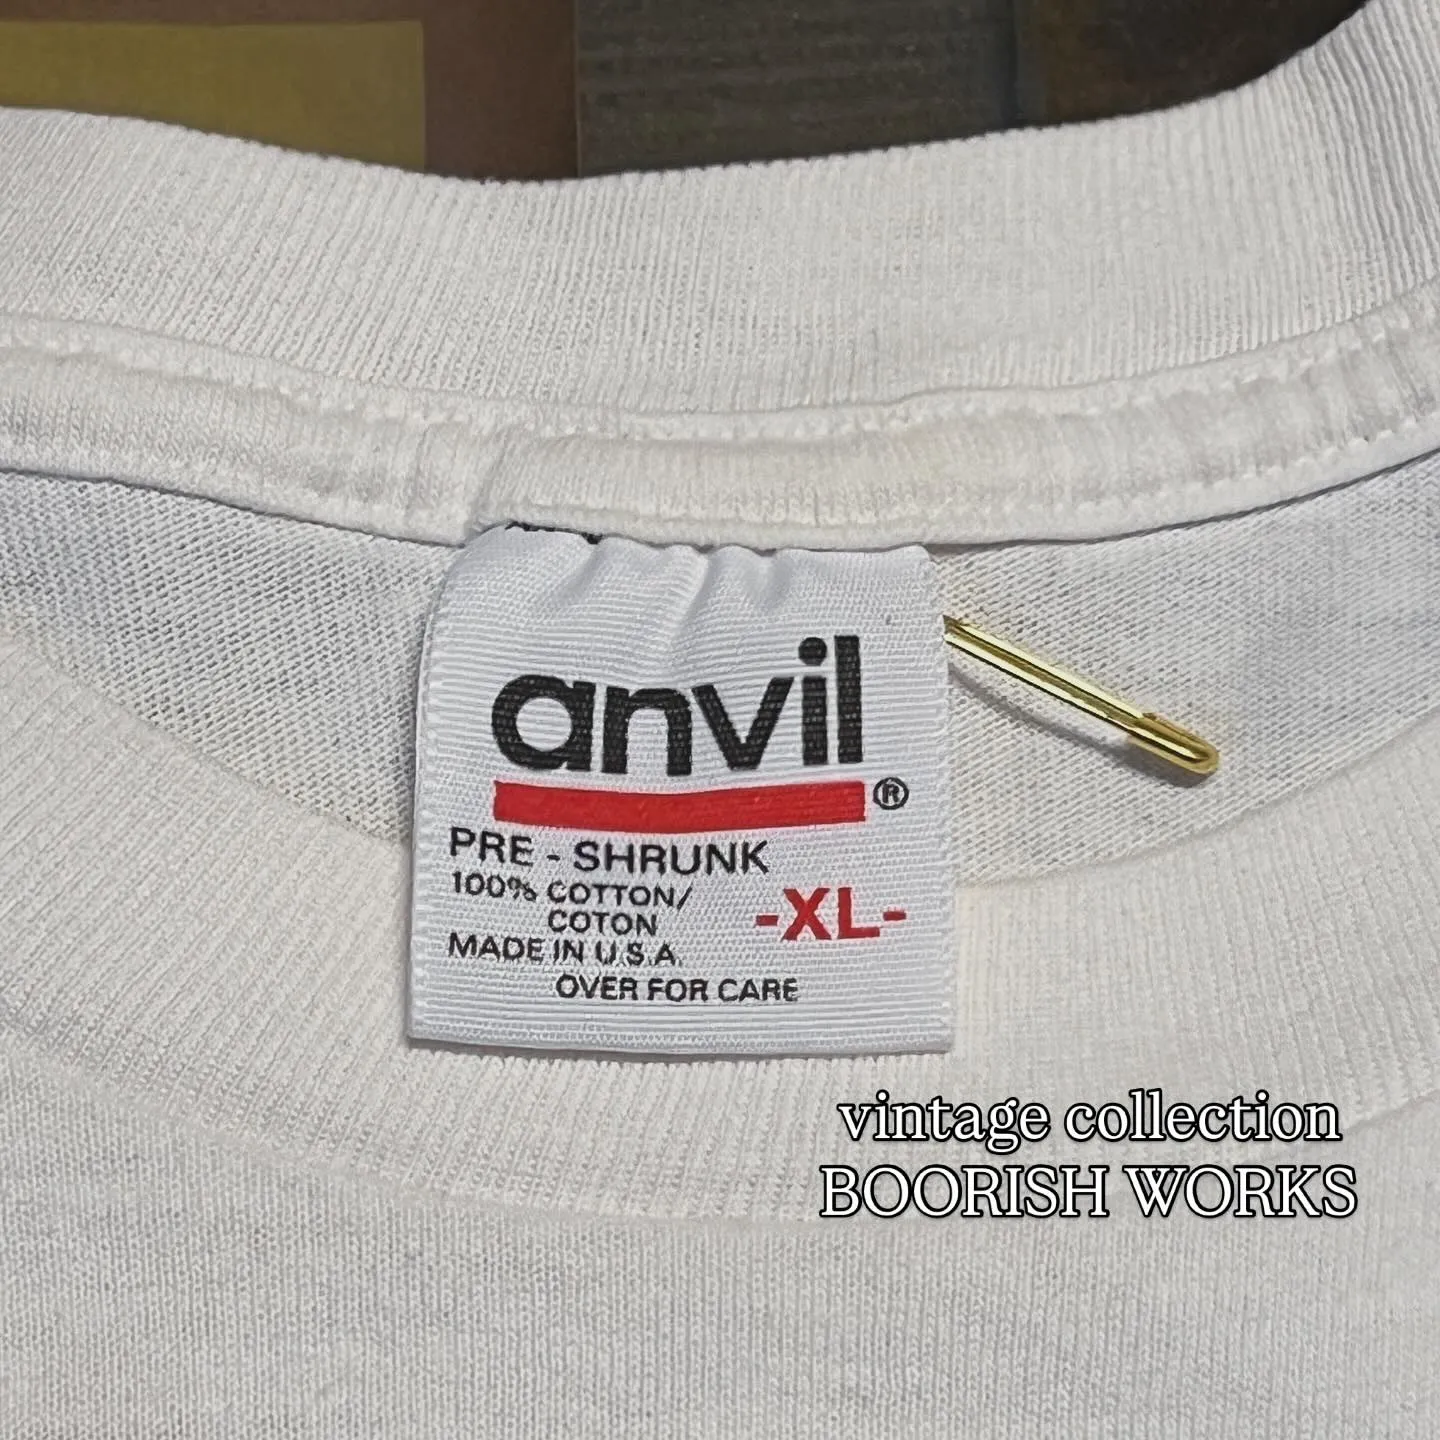 anvil
®
PRE - SHRUNK
100% COTTON/
COTON
-XL-
MADE IN U.S.A.
OVER FOR CARE
vintage collection
BOORISH WORKS